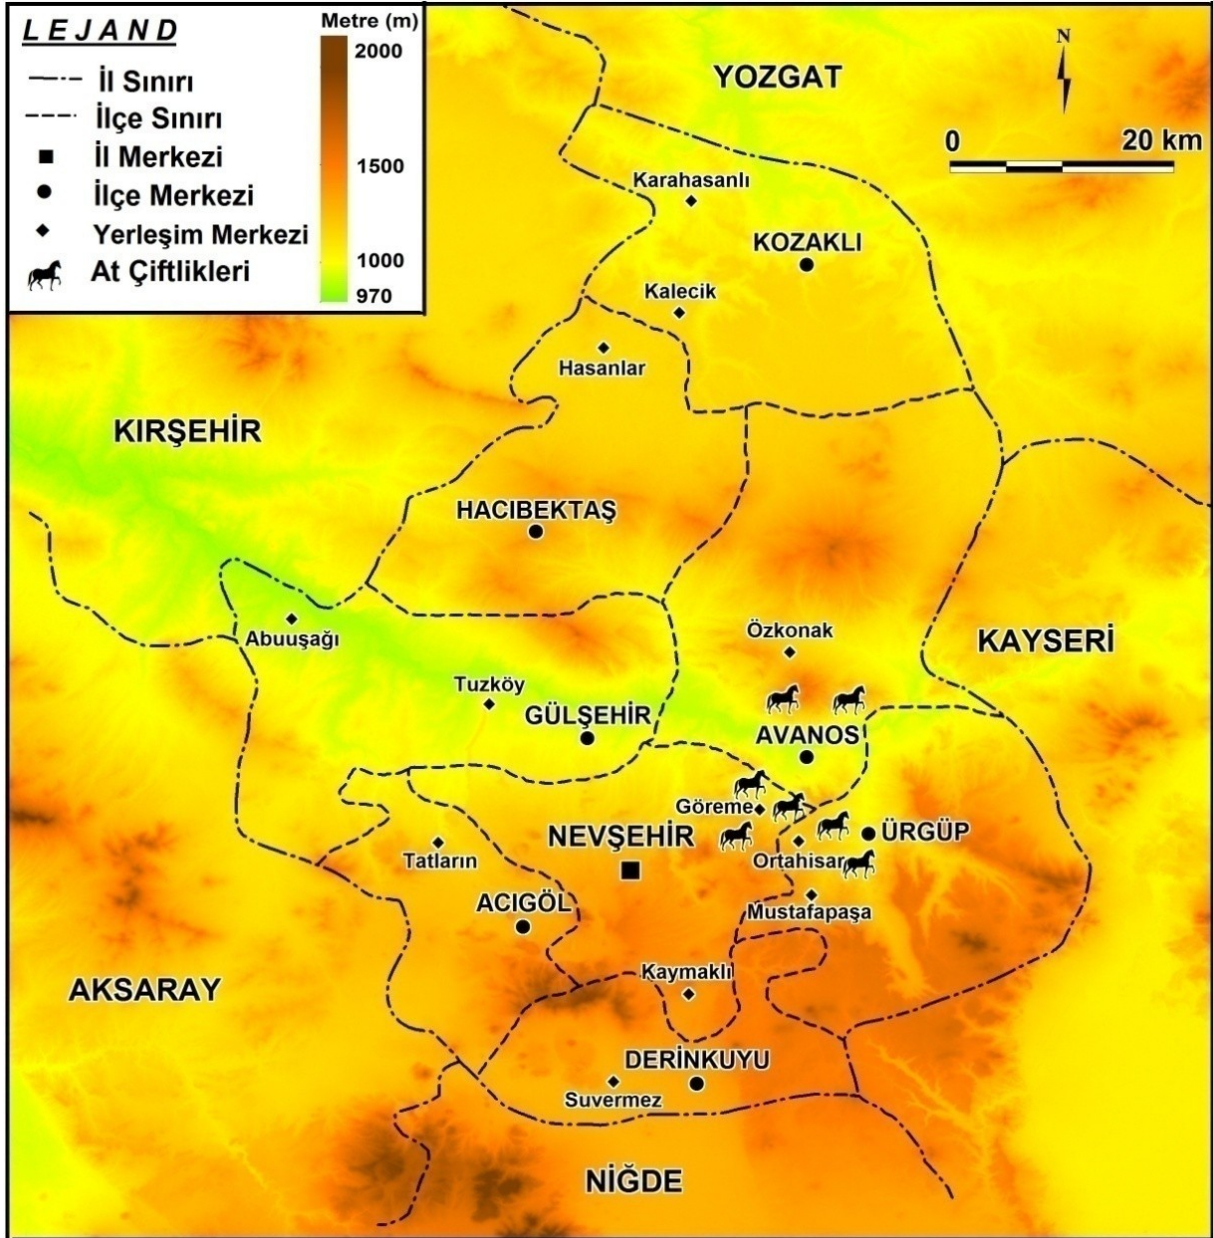 LEJAND
İl Sınırı
İlçe Sınırı
İl Merkezi
İlçe Merkezi
Yerleşim Merkezi
At Çiftlikleri
Metre (m)
2000
1500
1000
970
N
0 20 km
YOZGAT
Karahasanlı
KOZAKLI
Kalecik
Hasanlar
KIRŞEHİR
HACIBEKTAŞ
Abuuşağı
Özkonak
KAYSERİ
Tuzköy
GÜLŞEHİR
AVANOS
Göreme
NEVŞEHİR
ÜRGÜP
Tatların
Ortahisar
ACIGÖL
Mustafapaşa
AKSARAY
Kaymaklı
DERİNKUYU
Suvermez
NİĞDE